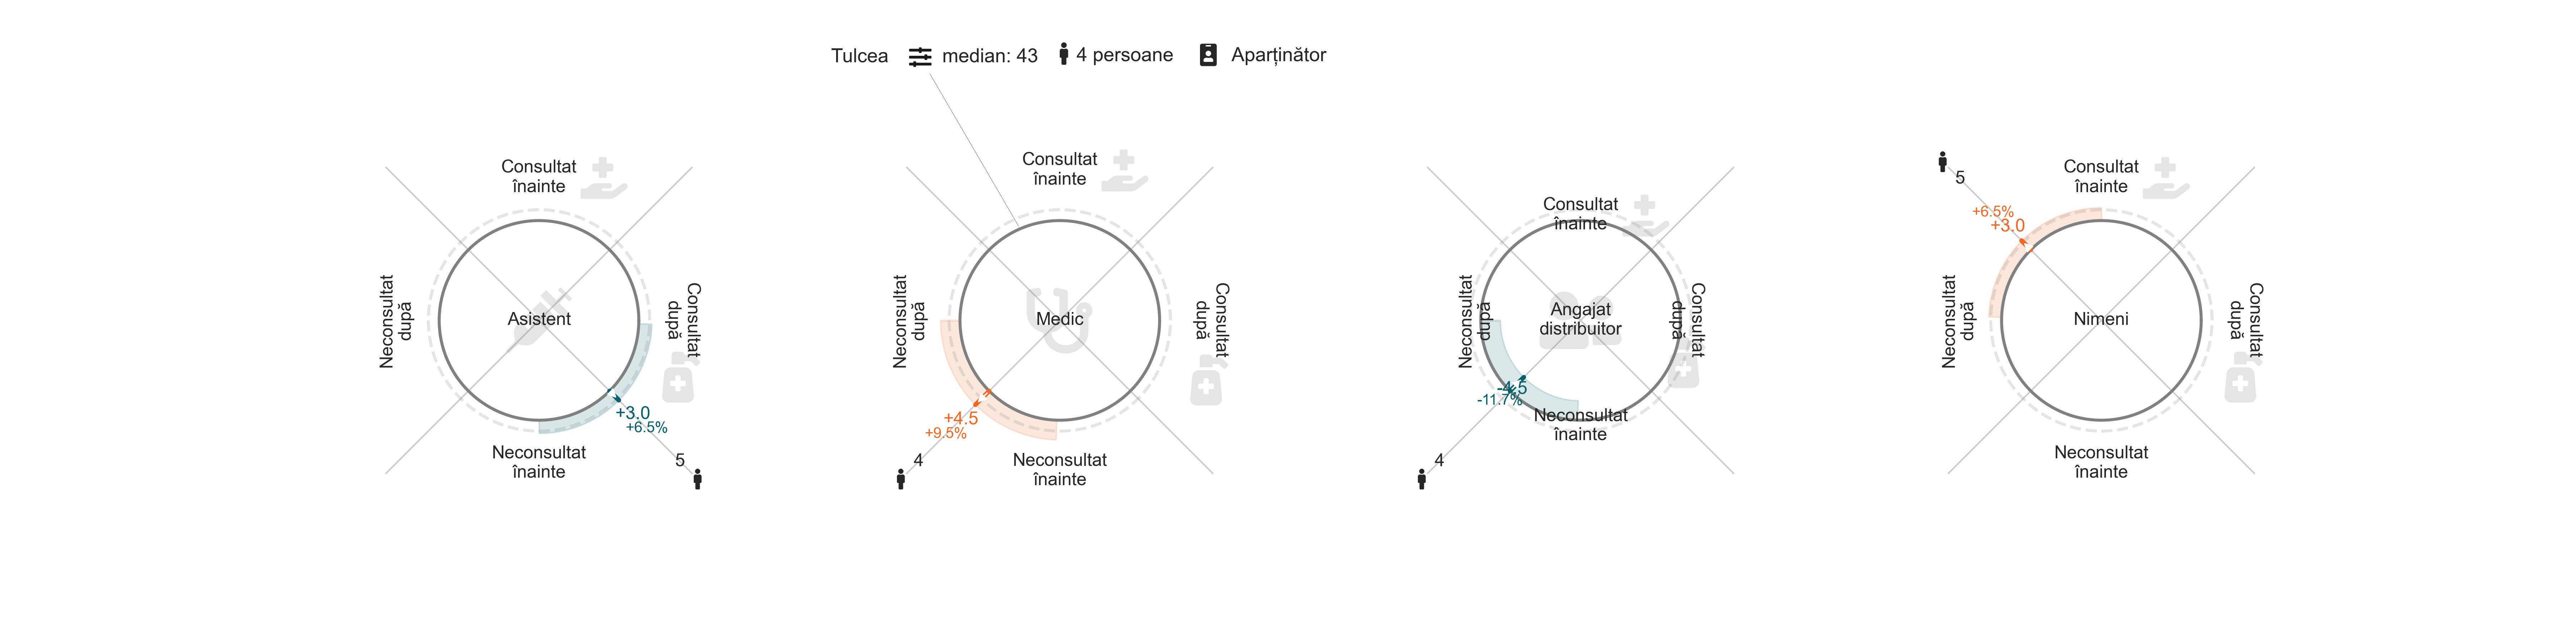 Tulcea median: 43 4 persoane Aparținător
Consultat
înainte
Neconsultat
după
Asistent
Consultat
după
+3.0
+6.5%
Neconsultat
înainte
5
Consultat
înainte
Neconsultat
după
Medic
Consultat
după
+4.5
+9.5%
4
Neconsultat
înainte
Consultat
înainte
Neconsultat
după
Angajat
distribuitor
Consultat
după
-4.5
-11.7%
Neconsultat
înainte
4
5
Consultat
înainte
+6.5%
+3.0
Neconsultat
după
Nimeni
Consultat
după
Neconsultat
înainte